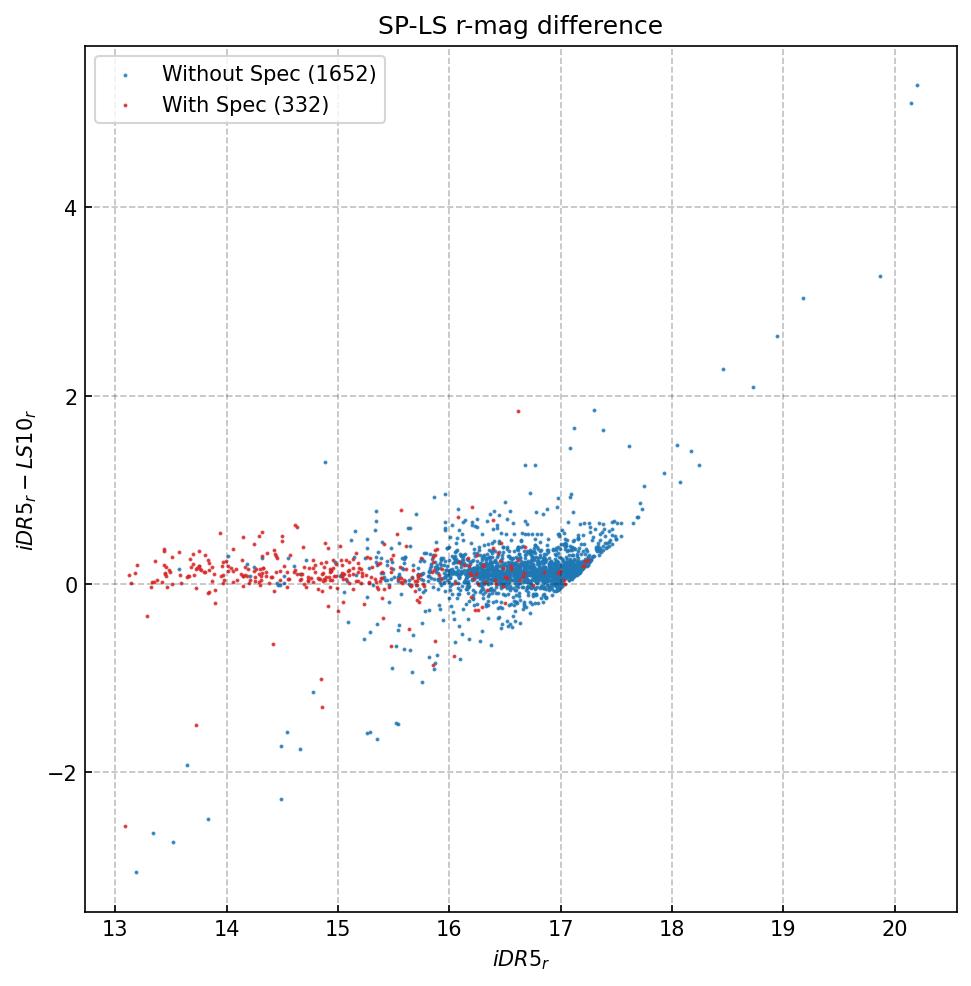 SP-LS r-mag difference
Without Spec (1652)
With Spec (332)
4
2
0
−2
iDR5r − LS10r
13 14 15 16 17 18 19 20
iDR5r